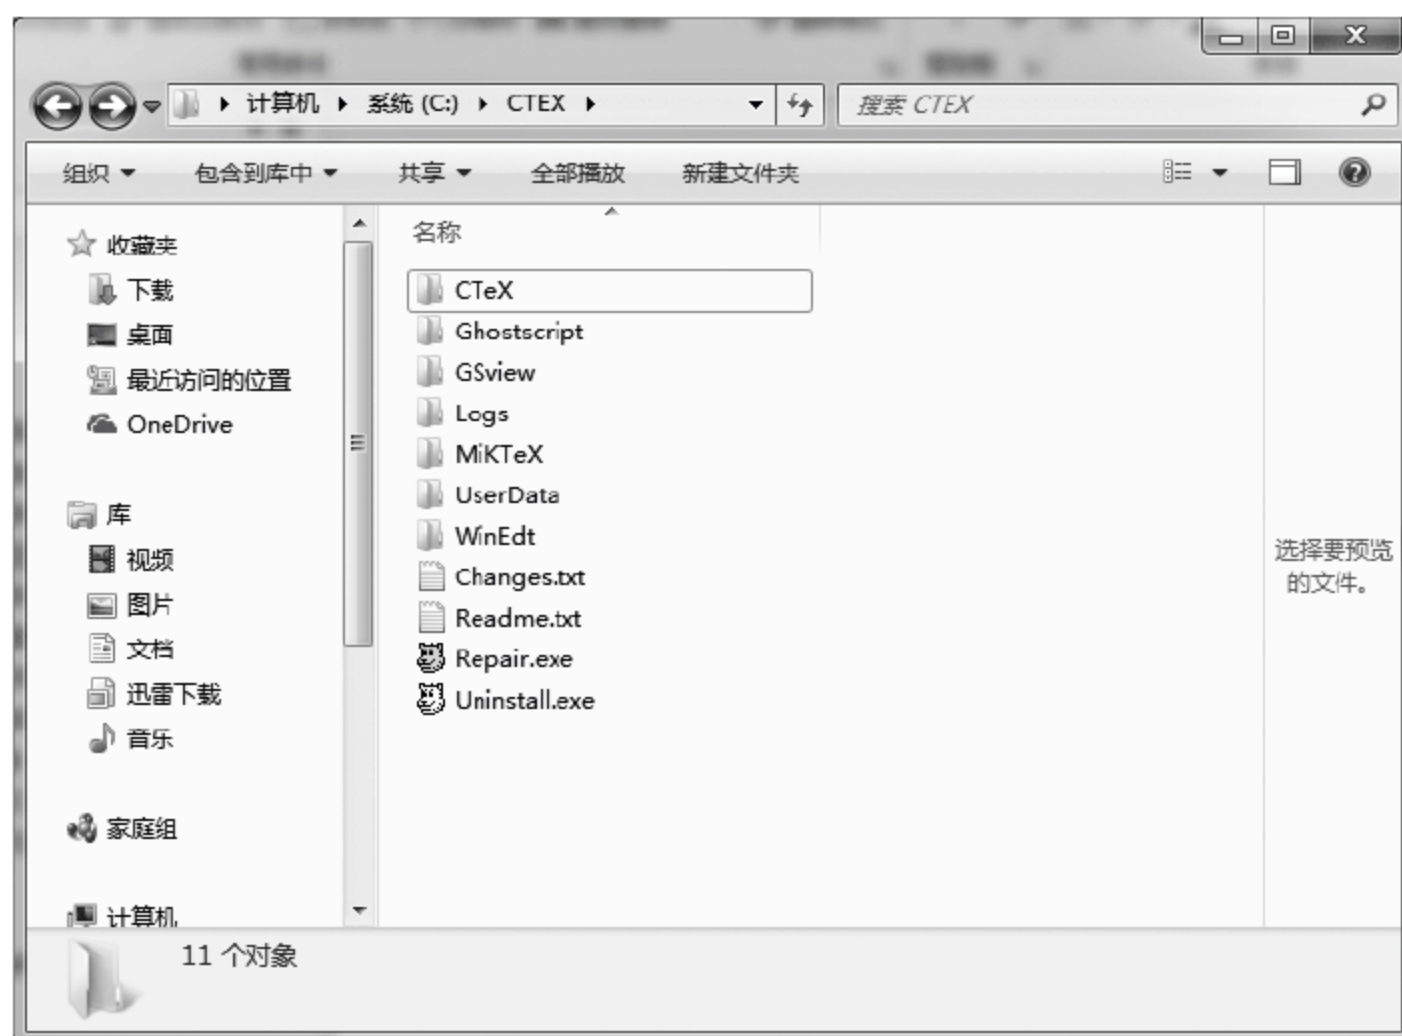 计算机 系统 (C:) CTEX 搜索 CTEX
组织 包含到库中 共享 全部播放 新建文件夹
收藏夹
下载
桌面
最近访问的位置
OneDrive
库
视频
图片
文档
迅雷下载
音乐
家庭组
计算机
名称
CTeX
Ghostscript
GSview
Logs
MiKTeX
UserData
WinEdt
Changes.txt
Readme.txt
Repair.exe
Uninstall.exe
选择要预览
的文件。
11 个对象